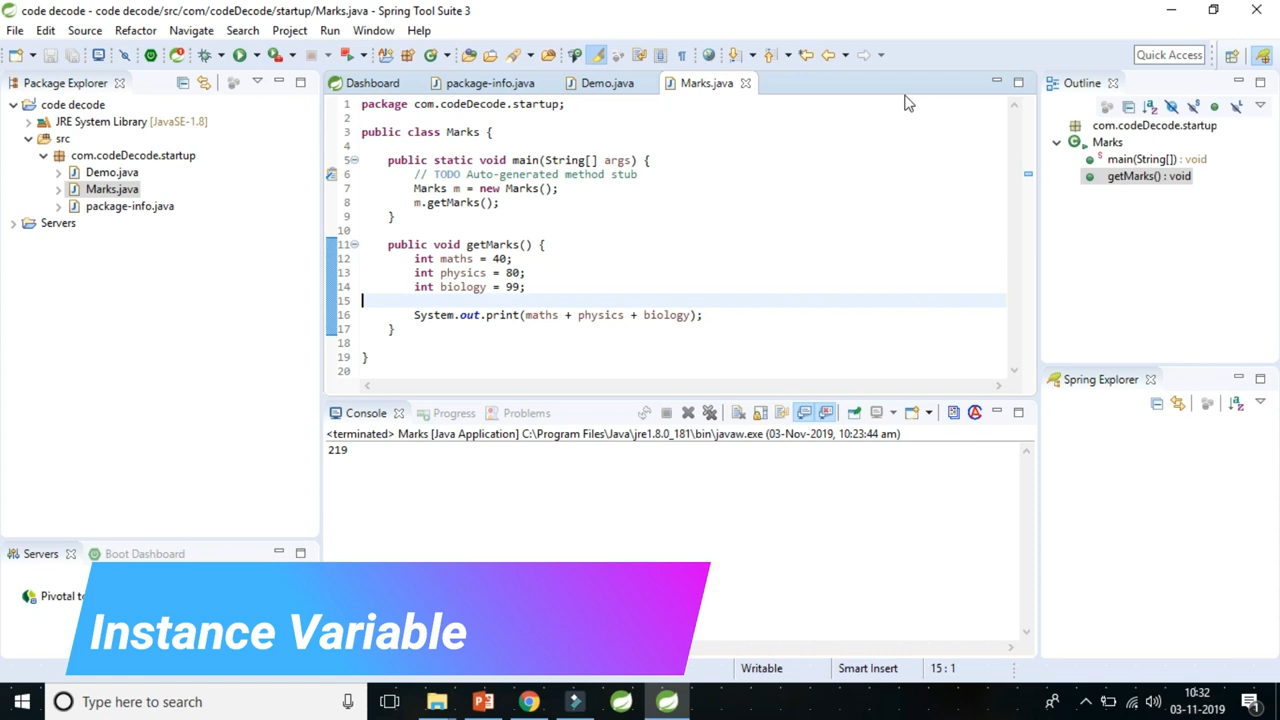 code decode - code decode/src/com/codeDecode/startup/Marks.java - Spring Tool Suite 3
File Edit Source Refactor Navigate Search Project Run Window Help
Quick Access
Package Explorer
code decode
JRE System Library [JavaSE-1.8]
src
com.codeDecode.startup
Demo.java
Marks.java
package-info.java
Servers
Dashboard package-info.java Demo.java Marks.java
1 package com.codeDecode.startup;
2
3 public class Marks {
4
5 public static void main(String[] args) {
6 // TODO Auto-generated method stub
7 Marks m = new Marks();
8 m.getMarks();
9 }
10
11 public void getMarks() {
12 int maths = 40;
13 int physics = 80;
14 int biology = 99;
15
16 System.out.print(maths + physics + biology);
17 }
18
19 }
20
Outline
com.codeDecode.startup
Marks
main(String[]) : void
getMarks() : void
Spring Explorer
Console Progress Problems
<terminated> Marks [Java Application] C:\Program Files\Java\jre1.8.0_181\bin\javaw.exe (03-Nov-2019, 10:23:44 am)
219
Servers Boot Dashboard
Pivotal
Instance Variable
Writable Smart Insert 15 : 1
Type here to search
10:32
03-11-2019
1